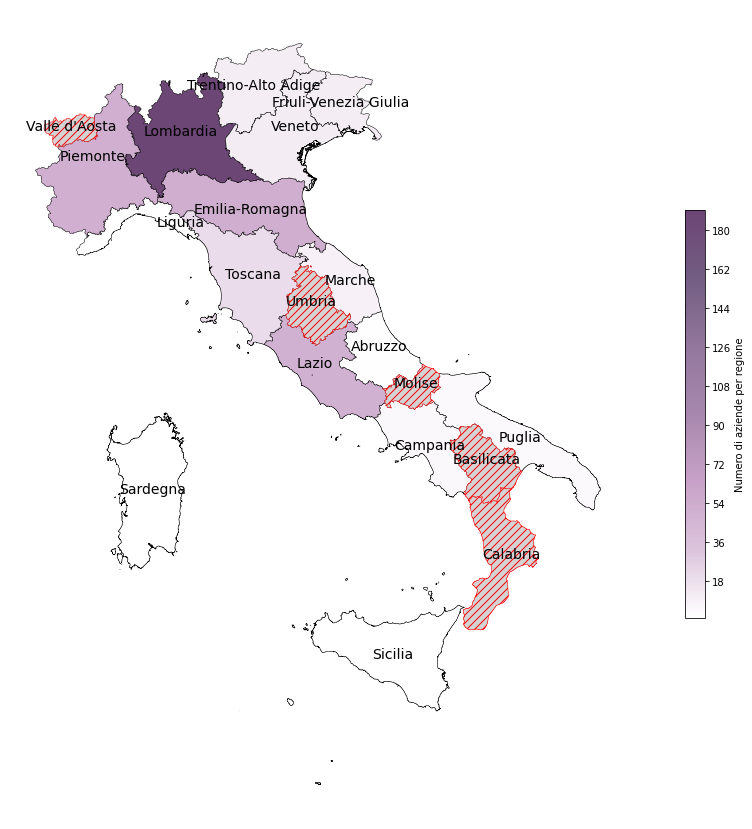 Trentino-Alto Adige
Friuli-Venezia Giulia
Valle d'Aosta
Lombardia
Veneto
Piemonte
Emilia-Romagna
Liguria
Toscana
Marche
Umbria
Abruzzo
Lazio
Molise
Campania
Puglia
Basilicata
Sardegna
Calabria
Sicilia
180
162
144
126
108
90
72
54
36
18
Numero di aziende per regione